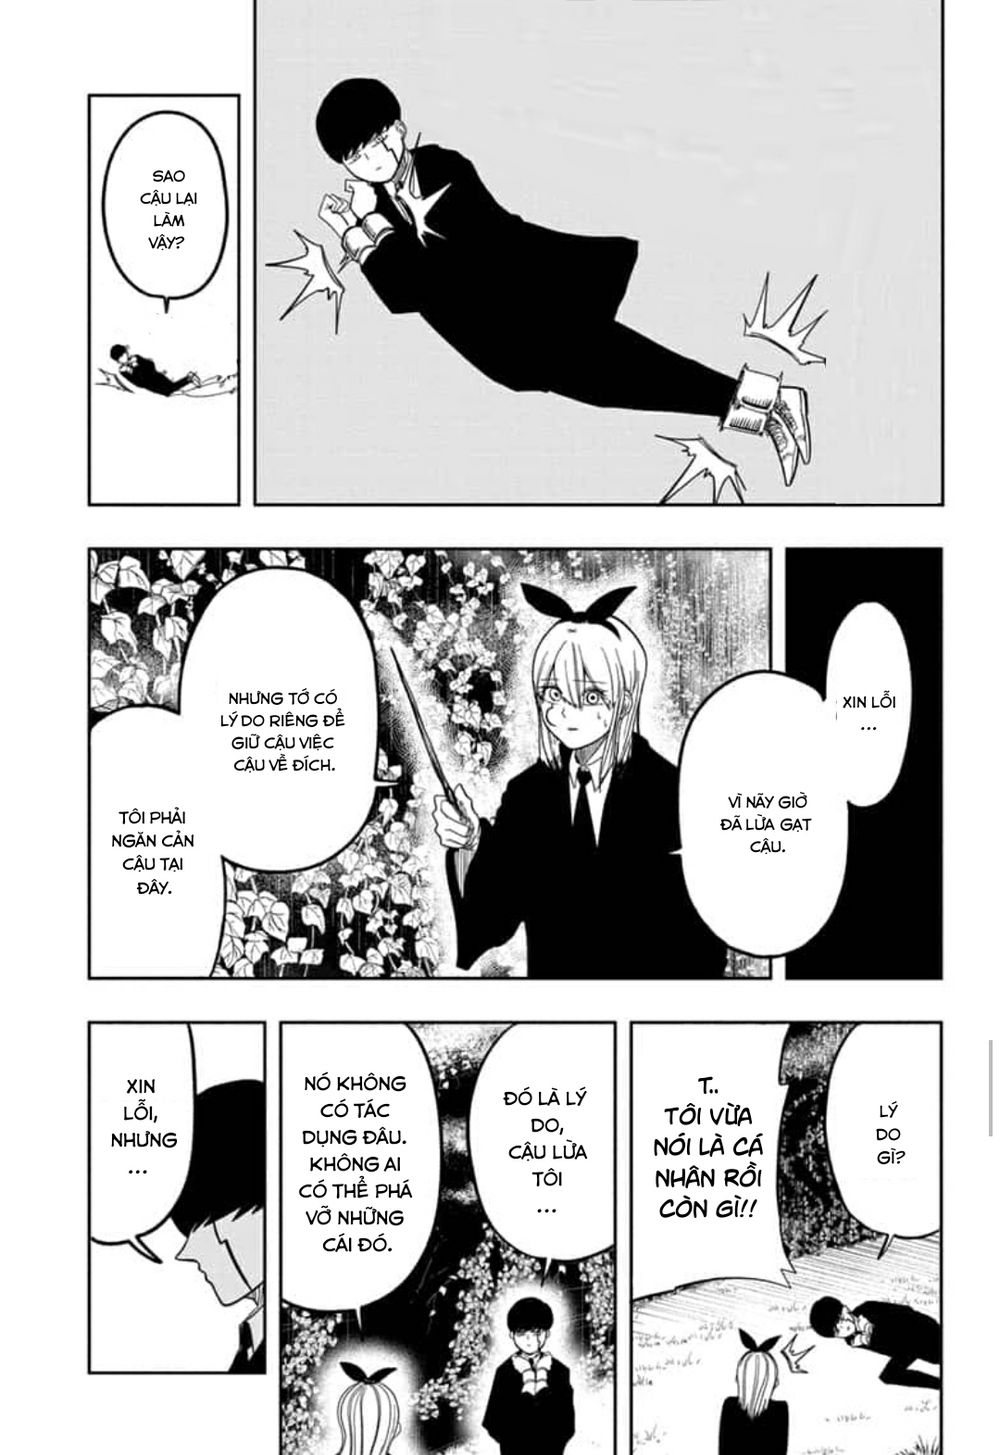 SAO
CẬU LẠI
LÀM
VẬY?
XIN LỖI
...
VÌ NÃY GIỜ
ĐÃ LỪA GẠT
CẬU.
NHƯNG TỚ CÓ
LÝ DO RIÊNG ĐỂ
GIỮ CẬU VIỆC
CẬU VỀ ĐÍCH.
TÔI PHẢI
NGĂN CẢN
CẬU TẠI
ĐÂY.
LÝ
DO
GÌ?
T..
TÔI VỪA
NÓI LÀ CÁ
NHÂN RỒI
CÒN GÌ!!
ĐÓ LÀ LÝ
DO,
CẬU LỪA
TÔI
...
NÓ KHÔNG
CÓ TÁC
DỤNG ĐÂU.
KHÔNG AI
CÓ THỂ PHÁ
VỠ NHỮNG
CÁI ĐÓ.
XIN
LỖI,
NHƯNG
...